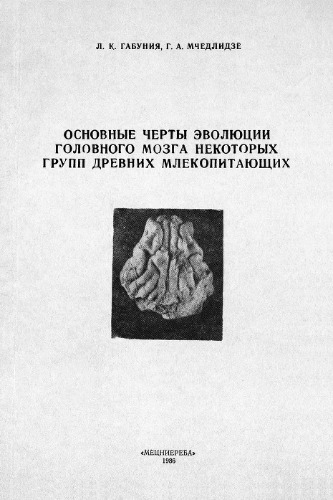 Л. К. ГАБУНИЯ, Г. А. МЧЕДЛИДЗЕ
ОСНОВНЫЕ ЧЕРТЫ ЭВОЛЮЦИИ
ГОЛОВНОГО МОЗГА НЕКОТОРЫХ
ГРУПП ДРЕВНИХ МЛЕКОПИТАЮЩИХ
«МЕЦНИЕРЕБА»
1986